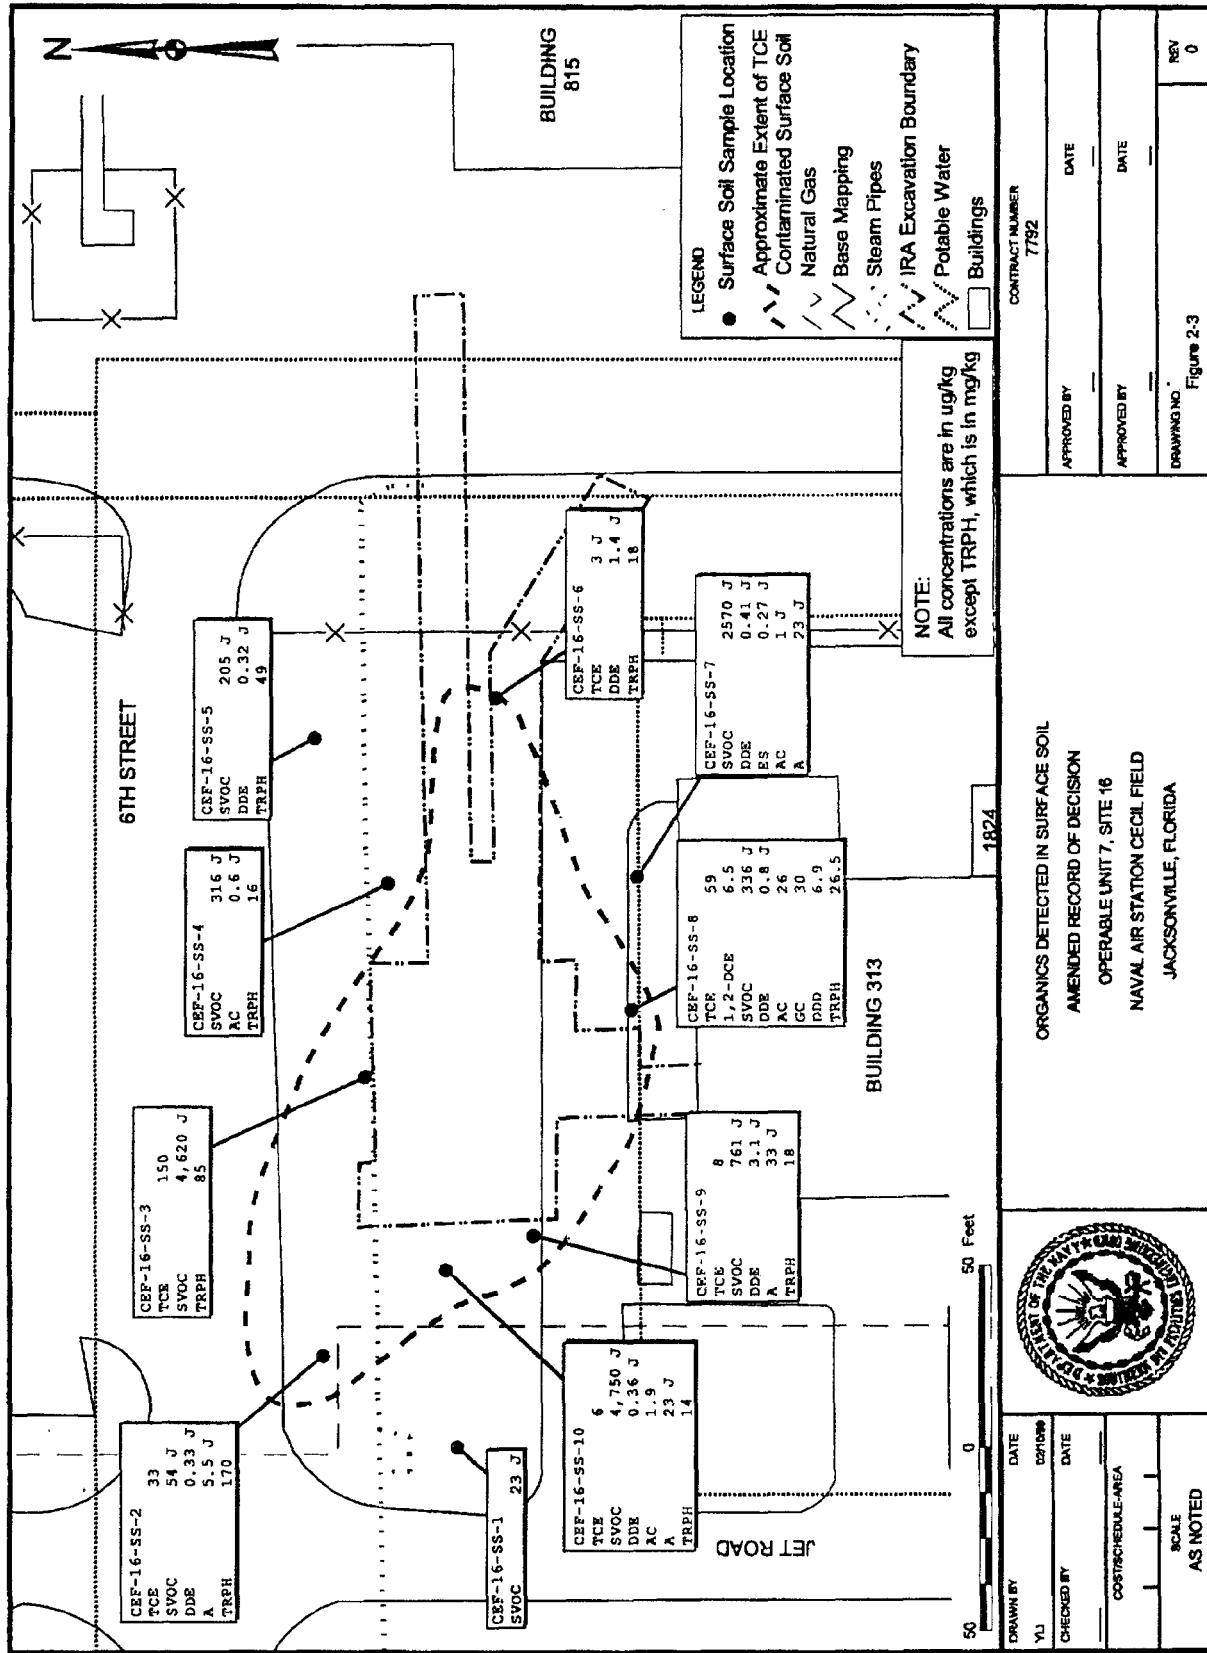 N
6TH STREET
BUILDING
815
CEF-16-SS-2
TCE 33
SVOC 54 J
DDE 0.33 J
A 5.5 J
TRPH 170
CEF-16-SS-3
TCE 150
SVOC 4,620 J
TRPH 85
CEF-16-SS-4
SVOC 316 J
AC 0.6 J
TRPH 16
CEF-16-SS-5
SVOC 205 J
DDE 0.32 J
TRPH 49
CEF-16-SS-1
SVOC 23 J
CEF-16-SS-10
TCE 6
SVOC 4,750 J
DDE 0.36 J
AC 1.9
A 23 J
TRPH 14
CEF-16-SS-9
TCE 8
SVOC 761 J
DDE 3.1 J
A 33 J
TRPH 18
CEF-16-SS-8
TCE 59
1,2-DCE 6.5
SVOC 336 J
DDE 0.8 J
AC 26
GC 30
DDD 6.9
TRPH 26.5
CEF-16-SS-7
SVOC 2570 J
DDE 0.41 J
ES 0.27 J
AC 1 J
A 23 J
CEF-16-SS-6
TCE 3 J
DDE 1.4 J
TRPH 18
JET ROAD
BUILDING 313
1824
LEGEND
Surface Soil Sample Location
Approximate Extent of TCE
Contaminated Surface Soil
Natural Gas
Base Mapping
Steam Pipes
IRA Excavation Boundary
Potable Water
Buildings
NOTE:
All concentrations are in ug/kg
except TRPH, which is in mg/kg
50 0 50 Feet
DRAWN BY DATE
YLJ
CHECKED BY DATE
COST/SCHEDULE-AREA
SCALE
AS NOTED
DEPARTMENT OF THE NAVY
ORGANICS DETECTED IN SURFACE SOIL
AMENDED RECORD OF DECISION
OPERABLE UNIT 7, SITE 16
NAVAL AIR STATION CECIL FIELD
JACKSONVILLE, FLORIDA
CONTRACT NUMBER
7792
APPROVED BY DATE
APPROVED BY DATE
DRAWING NO.
Figure 2-3
REV
0